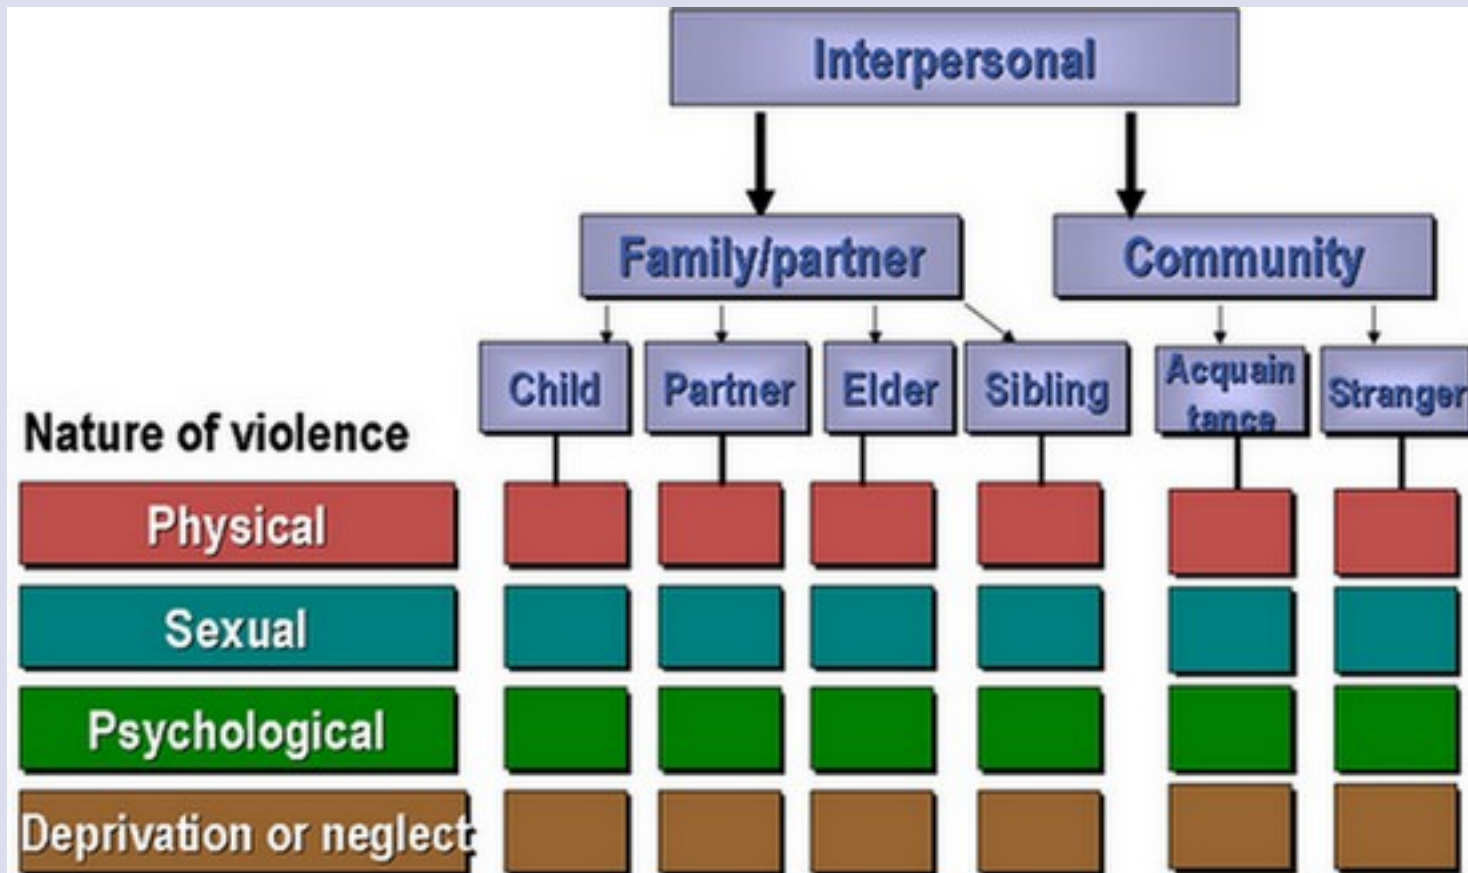 Interpersonal
Family/partner
Community
Child
Partner
Elder
Sibling
Acquain
tance
Stranger
Nature of violence
Physical
Sexual
Psychological
Deprivation or neglect